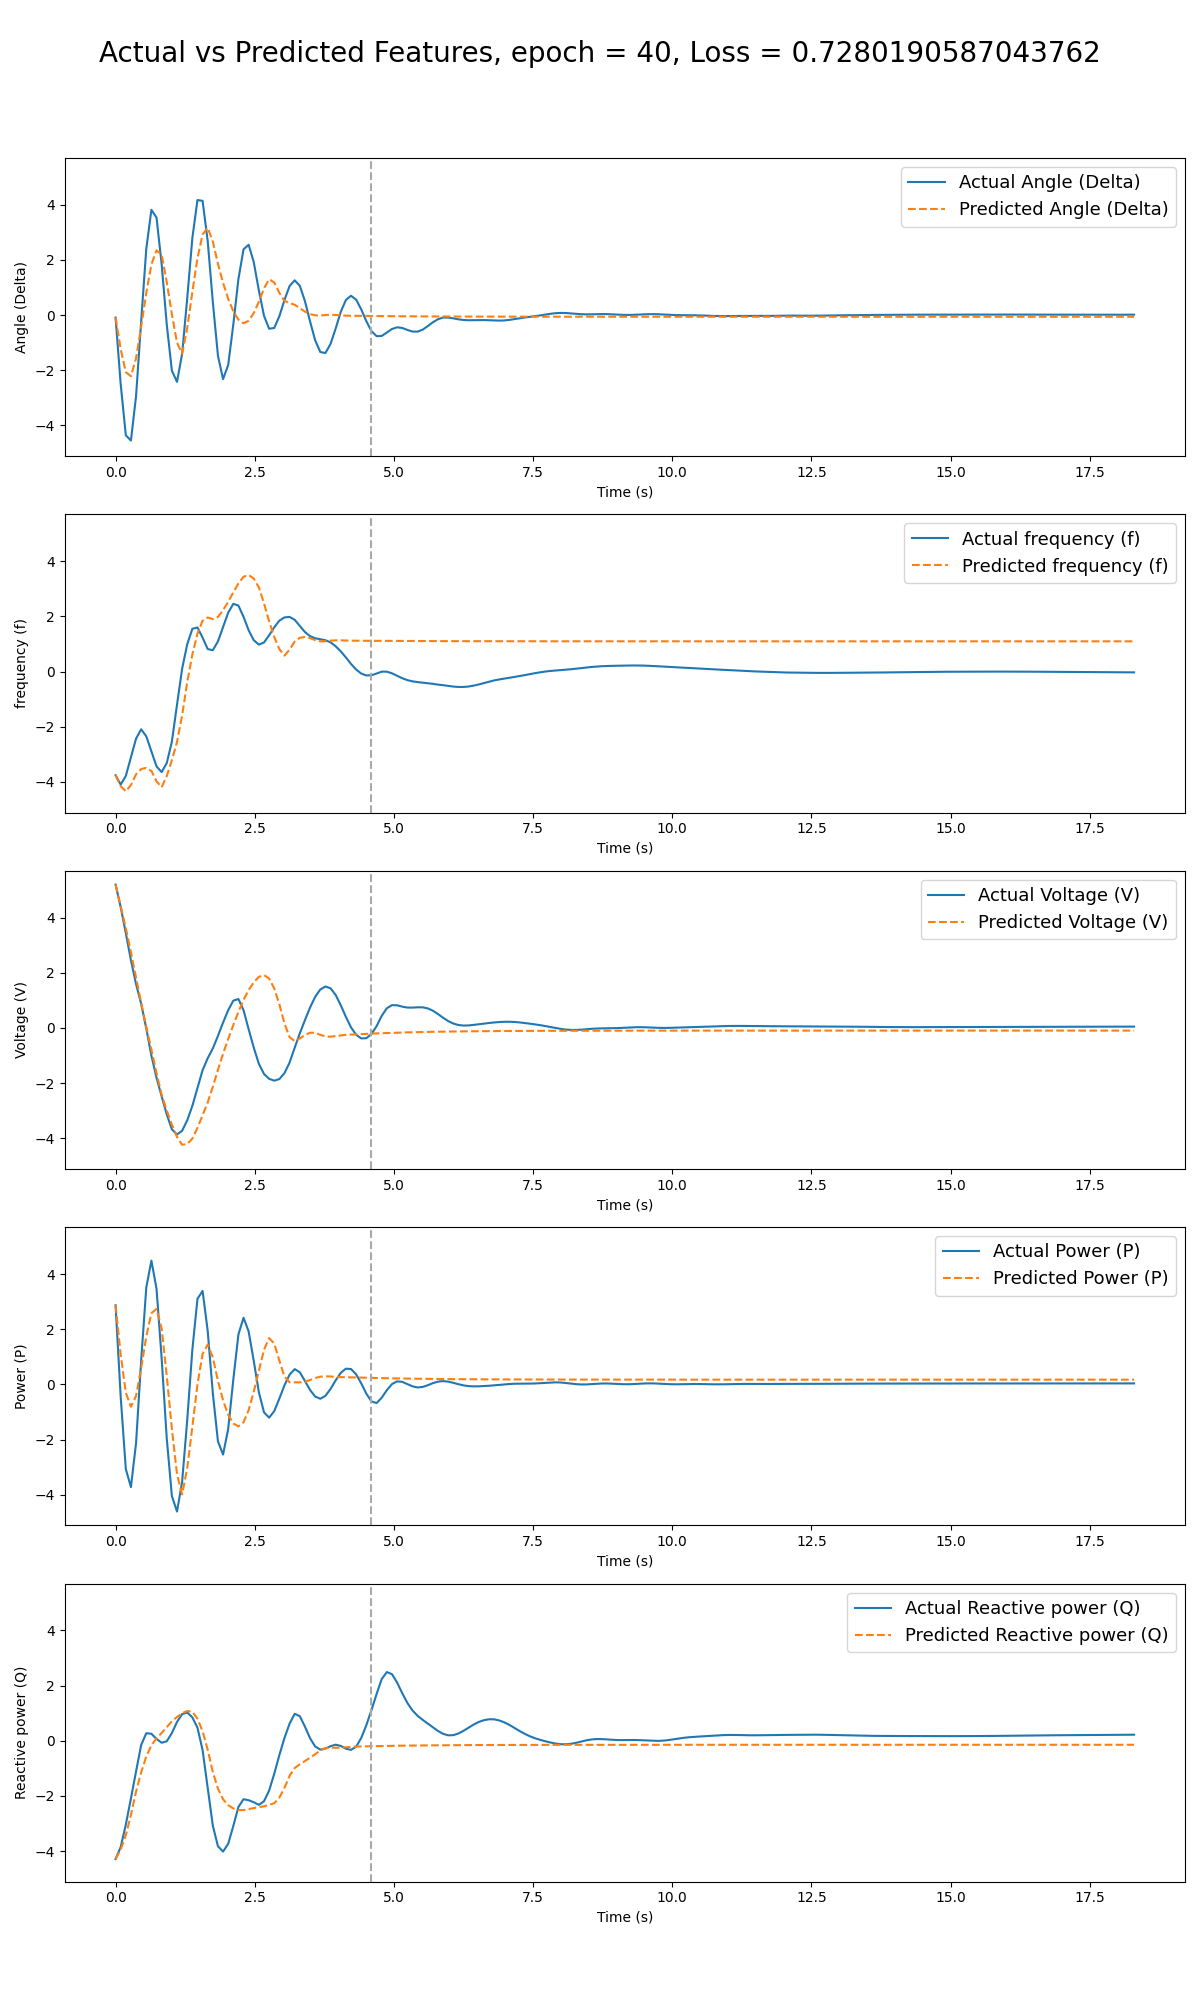 Actual vs Predicted Features, epoch = 40, Loss = 0.7280190587043762
Actual Angle (Delta)
Predicted Angle (Delta)
4
2
0
−2
−4
Angle (Delta)
0.0 2.5 5.0 7.5 10.0 12.5 15.0 17.5
Time (s)
Actual frequency (f)
Predicted frequency (f)
4
2
0
−2
−4
frequency (f)
0.0 2.5 5.0 7.5 10.0 12.5 15.0 17.5
Time (s)
Actual Voltage (V)
Predicted Voltage (V)
4
2
0
−2
−4
Voltage (V)
0.0 2.5 5.0 7.5 10.0 12.5 15.0 17.5
Time (s)
Actual Power (P)
Predicted Power (P)
4
2
0
−2
−4
Power (P)
0.0 2.5 5.0 7.5 10.0 12.5 15.0 17.5
Time (s)
Actual Reactive power (Q)
Predicted Reactive power (Q)
4
2
0
−2
−4
Reactive power (Q)
0.0 2.5 5.0 7.5 10.0 12.5 15.0 17.5
Time (s)